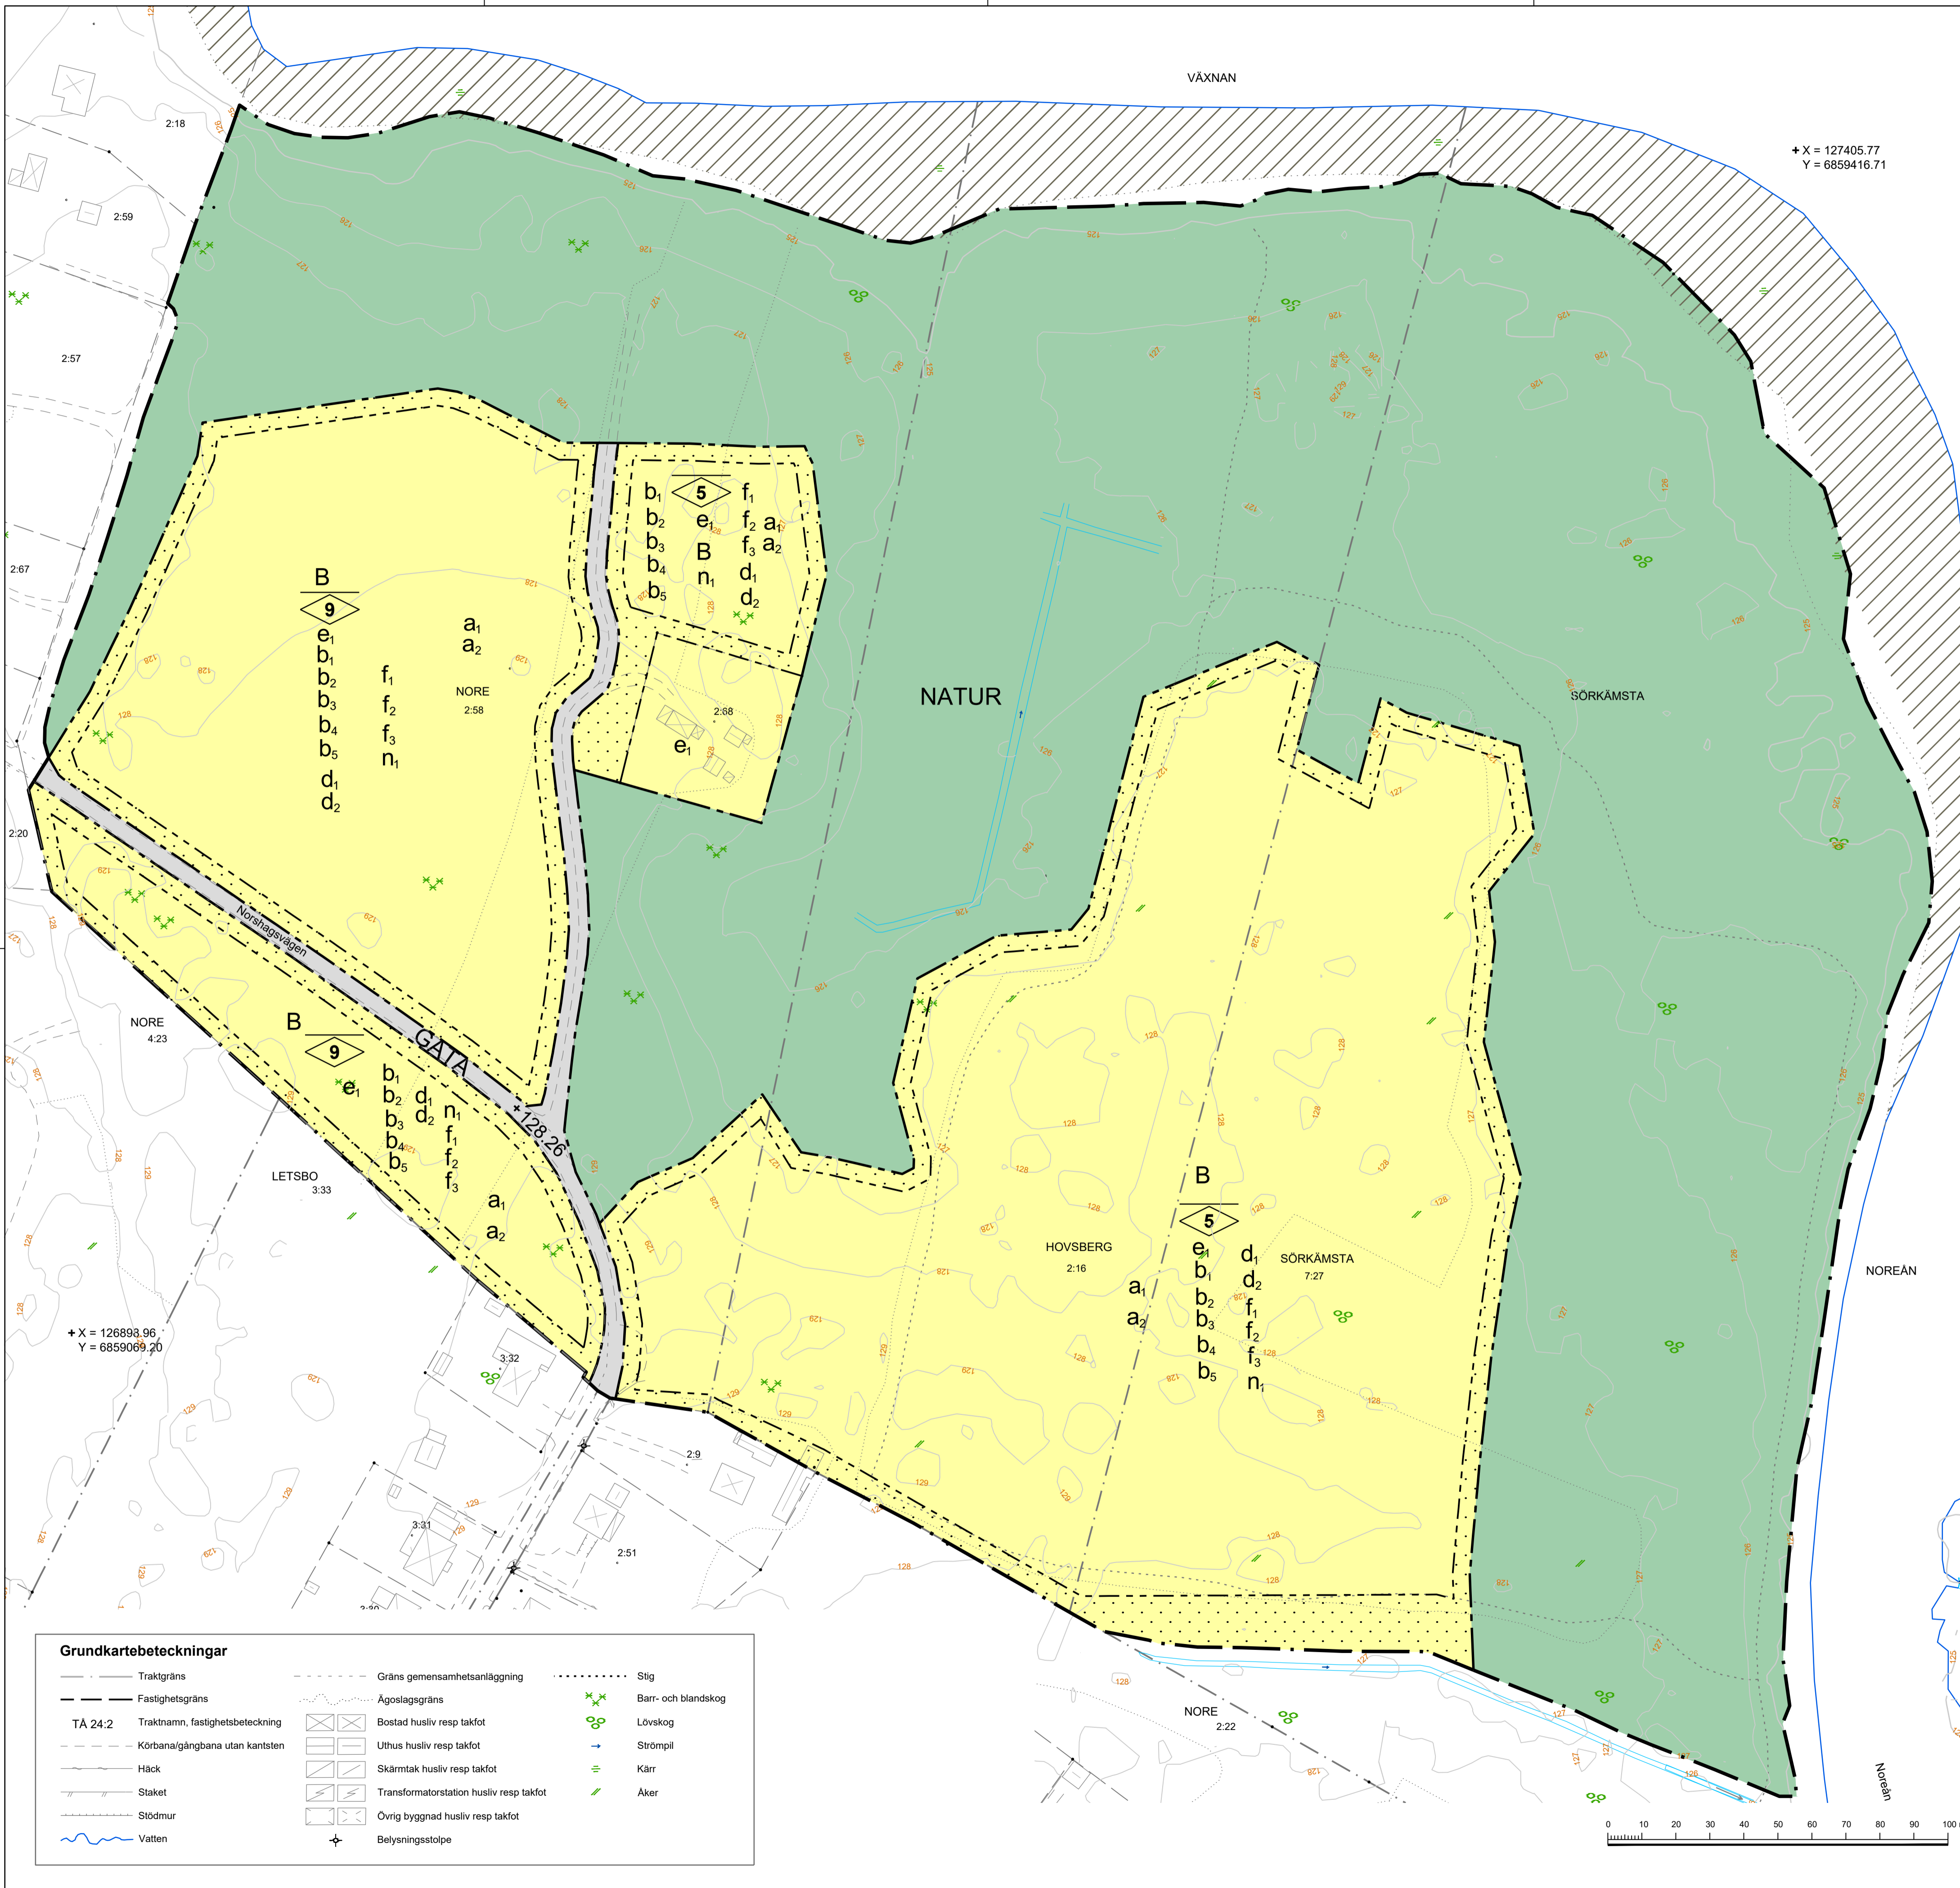 VÄXNAN
+ X = 127405.77
Y = 6859416.71
2:18
2:59
2:57
2:67
2:20
B
9
e1
b1
b2
b3
b4
b5
d1
d2
f1
f2
f3
n1
a1
a2
NORE
2:58
b1
b2
b3
b4
b5
5
e1
B
n1
f1
f2
f3
d1
d2
a1
a2
2:68
e1
NATUR
SÖRKÄMSTA
Norshagsvägen
GATA
128.26
NORE
4:23
B
9
e1
b1
b2
b3
b4
b5
d1
d2
n1
f1
f2
f3
a1
a2
LETSBO
3:33
B
5
e1
b1
b2
b3
b4
b5
d1
d2
f1
f2
f3
n1
a1
a2
HOVSBERG
2:16
SÖRKÄMSTA
7:27
NOREÅN
+ X = 126893.96
Y = 6859069.20
3:32
2:9
3:31
2:51
NORE
2:22
Noreån
Grundkartebeteckningar
Traktgräns
Fastighetsgräns
TÅ 24:2 Traktnamn, fastighetsbeteckning
Körbana/gångbana utan kantsten
Häck
Staket
Stödmur
Vatten
Gräns gemensamhetsanläggning
Ägoslagsgräns
Bostad husliv resp takfot
Uthus husliv resp takfot
Skärmtak husliv resp takfot
Transformatorstation husliv resp takfot
Övrig byggnad husliv resp takfot
Belysningsstolpe
Stig
Barr- och blandskog
Lövskog
Strömpil
Kärr
Åker
0 10 20 30 40 50 60 70 80 90 100